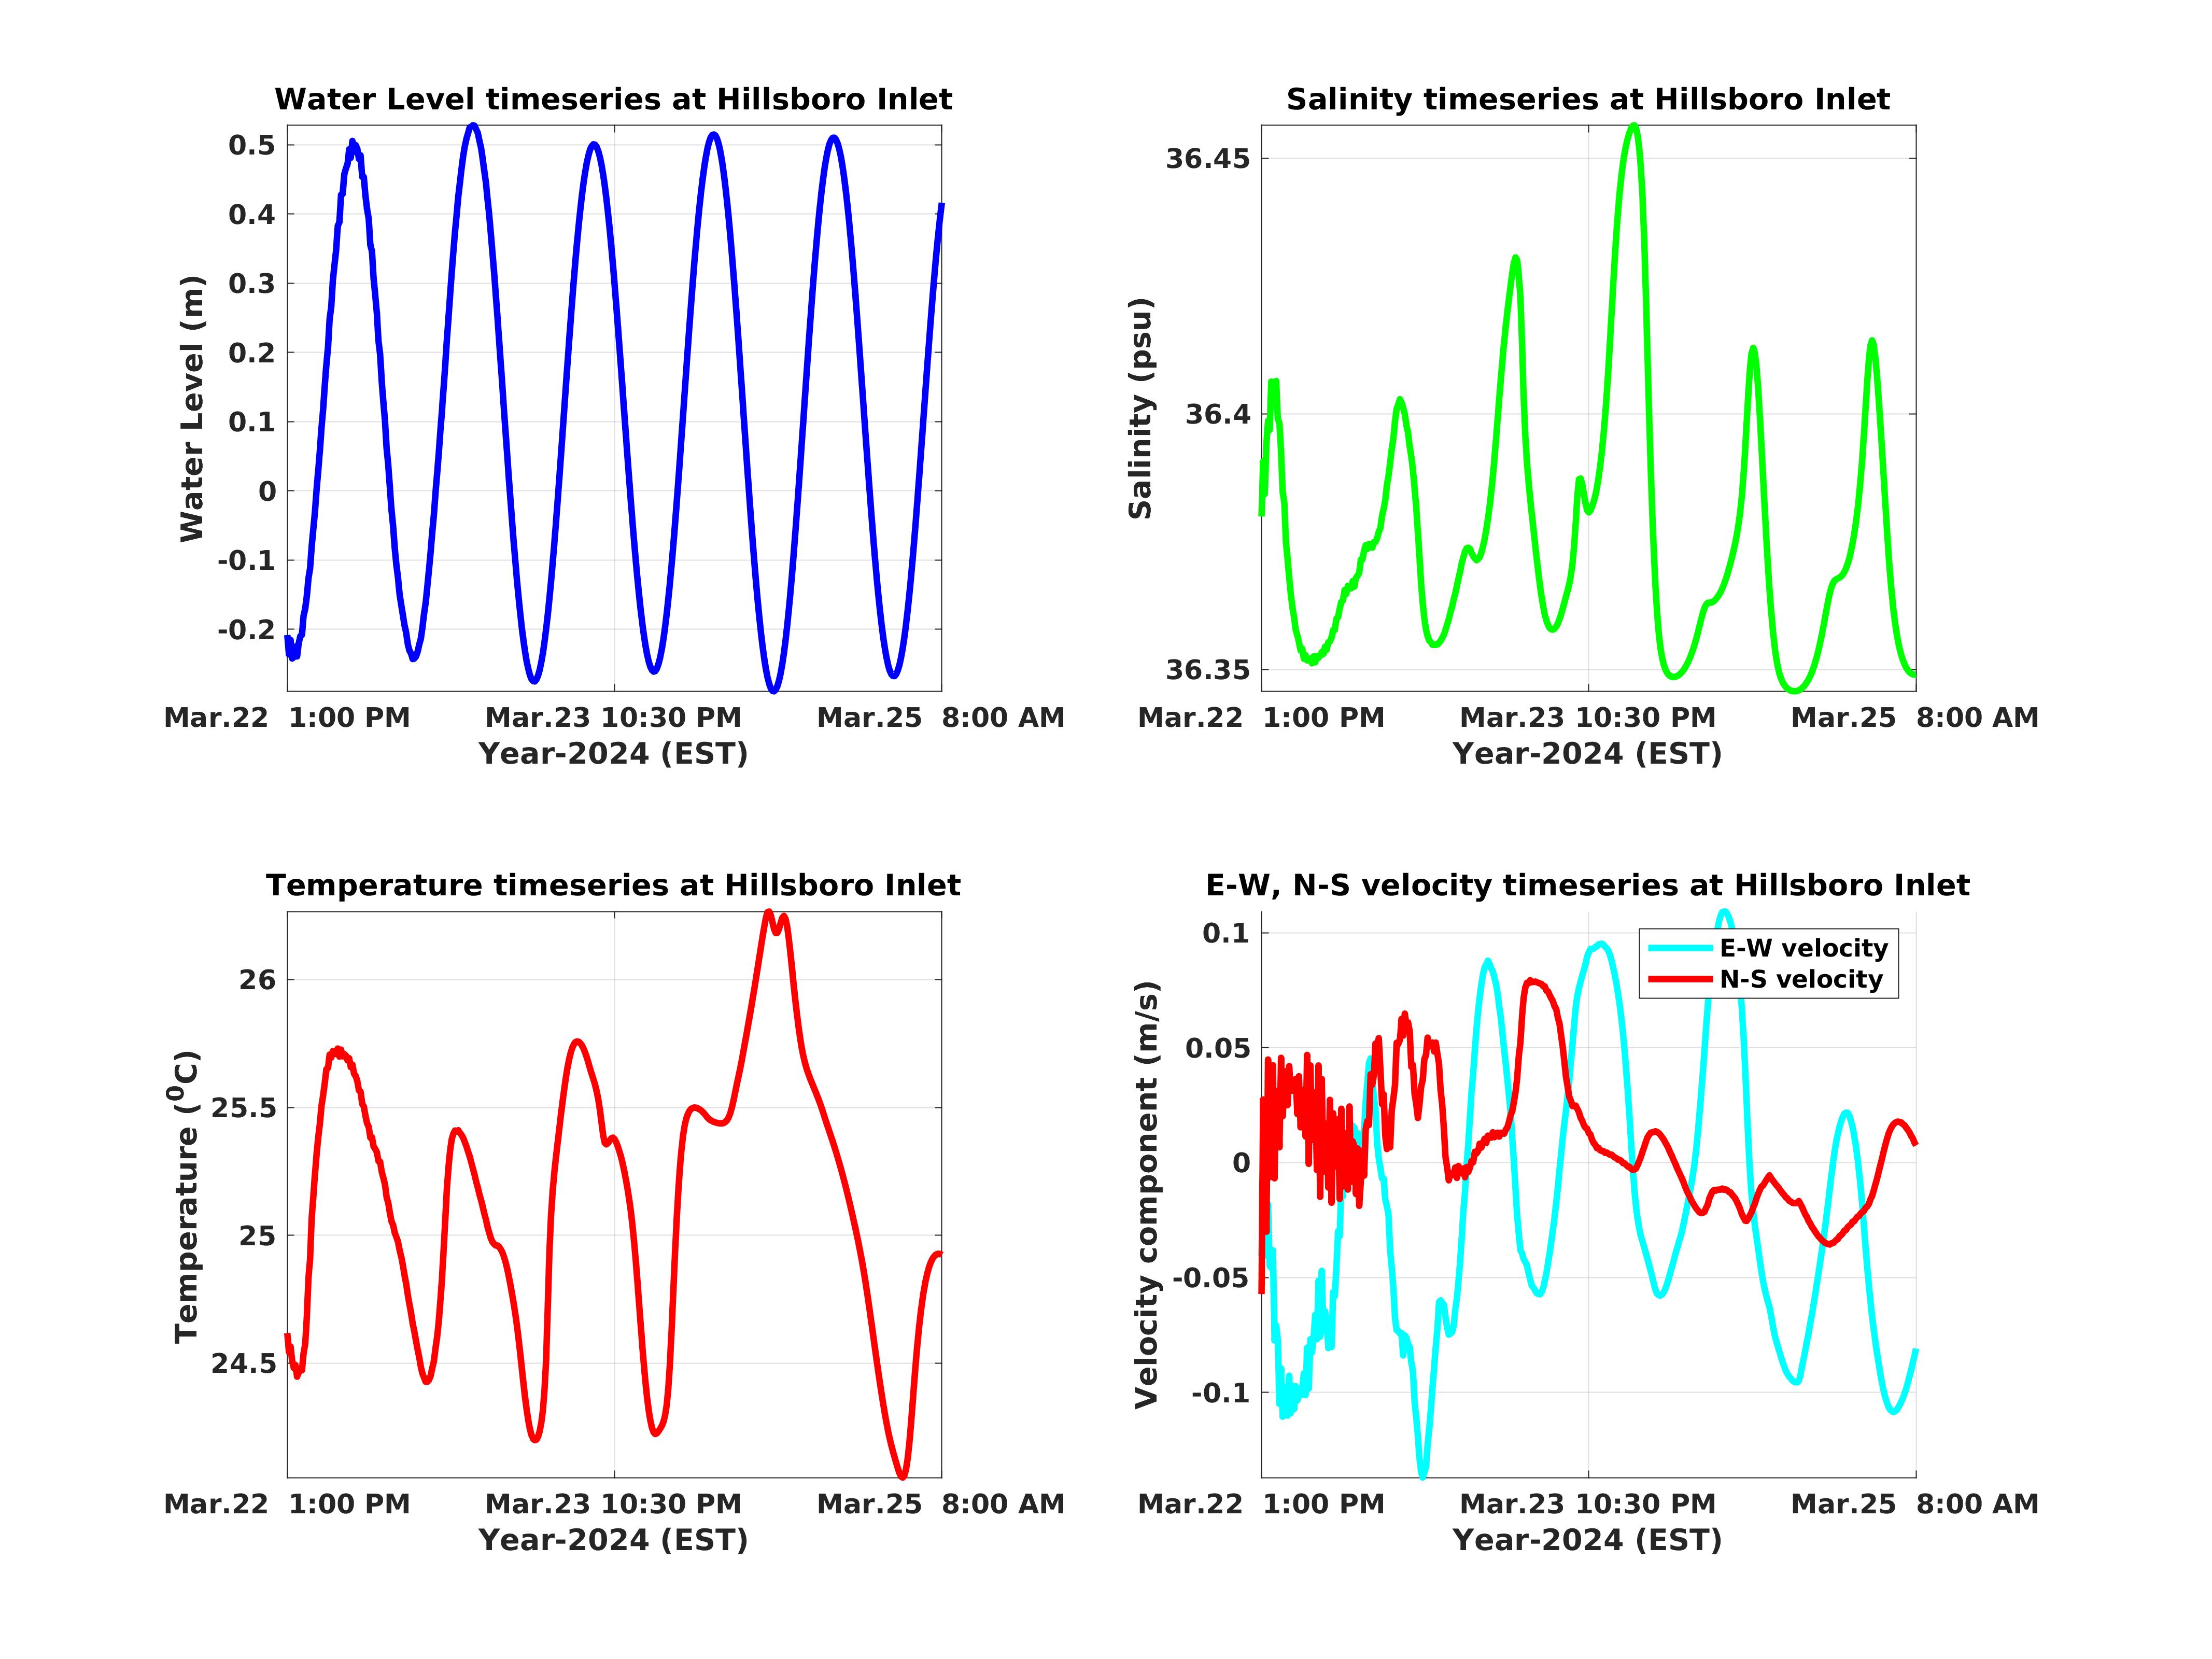 Water Level timeseries at Hillsboro Inlet
Water Level (m)
0.5
0.4
0.3
0.2
0.1
0
-0.1
-0.2
Mar.22 1:00 PM Mar.23 10:30 PM Mar.25 8:00 AM
Year-2024 (EST)
Salinity timeseries at Hillsboro Inlet
Salinity (psu)
36.45
36.4
36.35
Mar.22 1:00 PM Mar.23 10:30 PM Mar.25 8:00 AM
Year-2024 (EST)
Temperature timeseries at Hillsboro Inlet
Temperature (⁰C)
26
25.5
25
24.5
Mar.22 1:00 PM Mar.23 10:30 PM Mar.25 8:00 AM
Year-2024 (EST)
E-W, N-S velocity timeseries at Hillsboro Inlet
Velocity component (m/s)
0.1
0.05
0
-0.05
-0.1
E-W velocity
N-S velocity
Mar.22 1:00 PM Mar.23 10:30 PM Mar.25 8:00 AM
Year-2024 (EST)